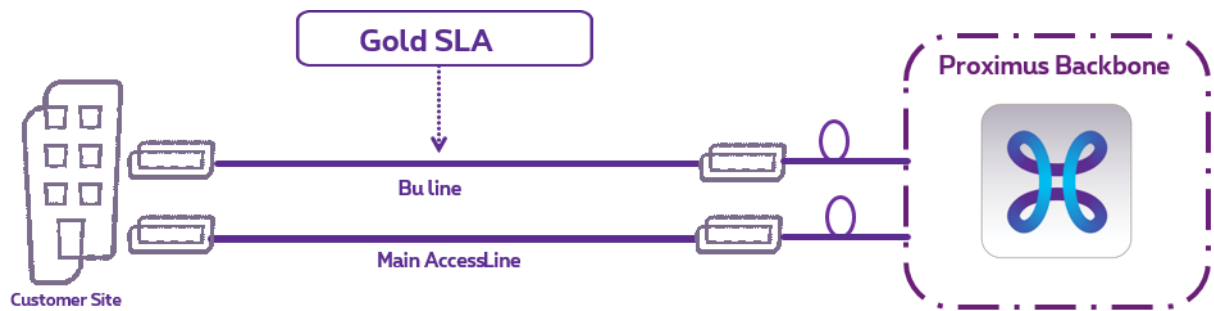 Gold SLA
Proximus Backbone
Bu line
Main AccessLine
Customer Site